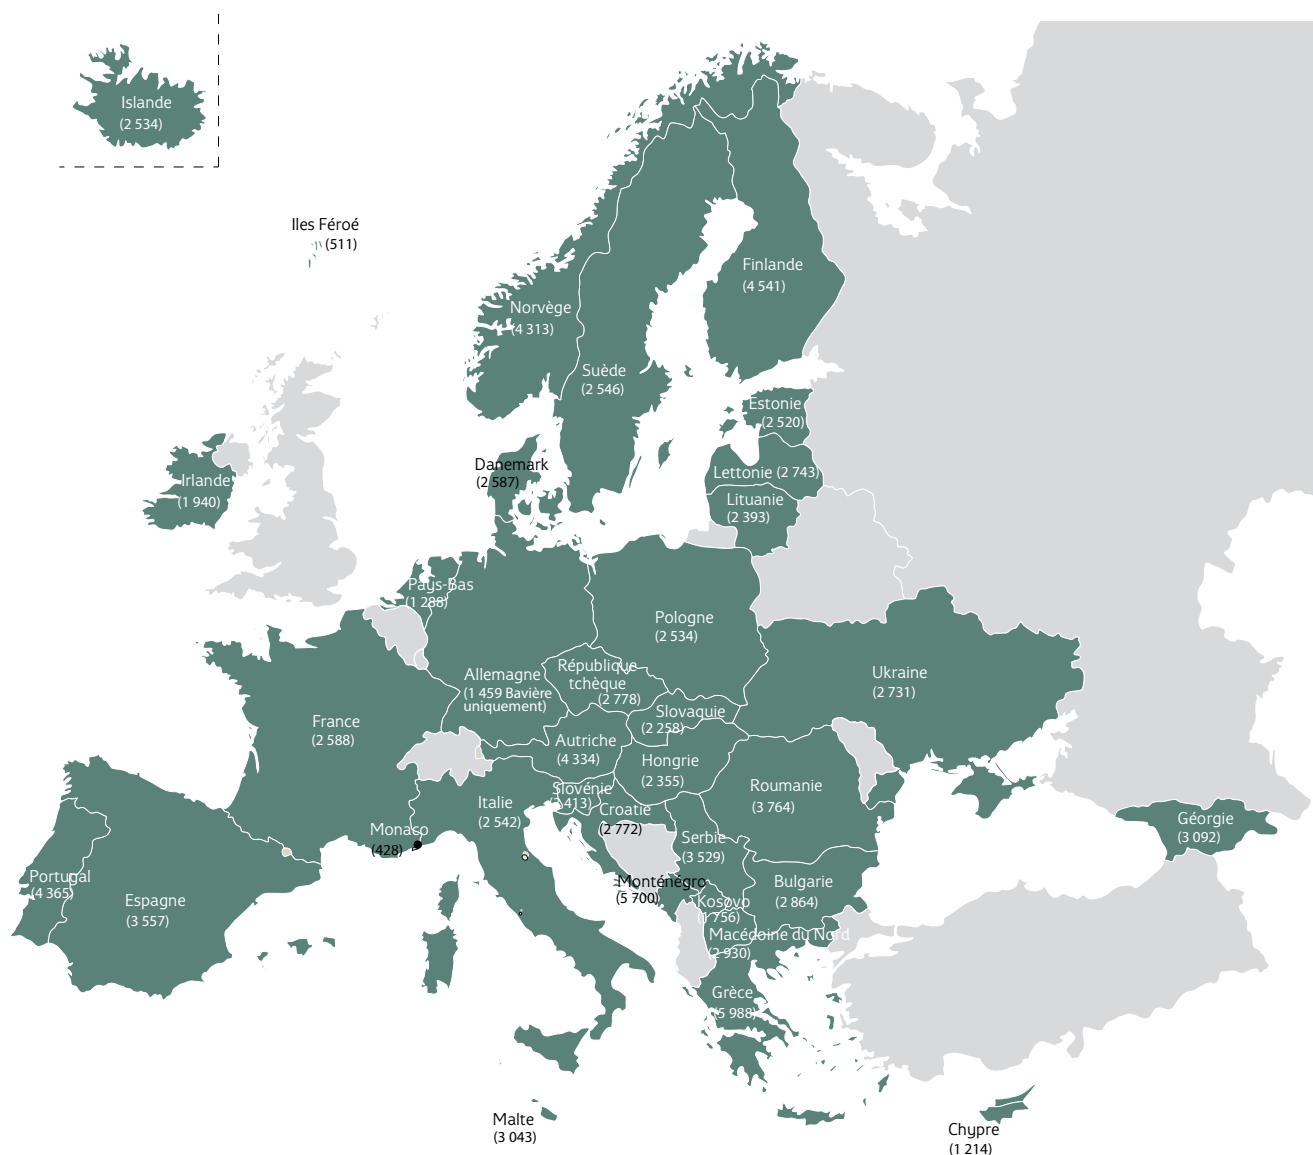 Islande
(2 534)
Iles Féroé
(511)
Finlande
(4 541)
Norvège
(4 313)
Suède
(2 546)
Estonie
(2 520)
Danemark
(2 587)
Lettonie (2 743)
Irlande
(1 940)
Lituanie
(2 393)
Pays-Bas
(1 288)
Pologne
(2 534)
Allemagne
(1 459 Bavière
uniquement)
République
tchèque
(2 778)
Ukraine
(2 731)
Slovaquie
(2 258)
France
(2 588)
Autriche
(4 334)
Hongrie
(2 355)
Roumanie
(3 764)
Slovénie
(2 413)
Italie
(2 542)
Croatie
(2 772)
Géorgie
(3 092)
Monaco
(428)
Serbie
(3 529)
Portugal
(4 365)
Espagne
(3 557)
Monténégro
(5 700)
Bulgarie
(2 864)
Kosovo
(1 756)
Macédoine du Nord
(2 930)
Grèce
(5 988)
Malte
(3 043)
Chypre
(1 214)